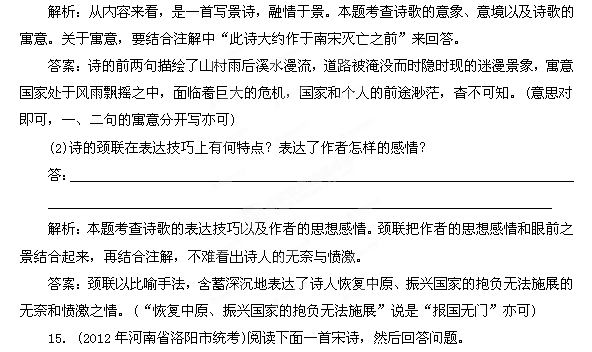 解析：从内容来看，是一首写景诗，融情于景。本题考查诗歌的意象、意境以及诗歌的
寓意。关于寓意，要结合注解中“此诗大约作于南宋灭亡之前”来回答。
答案：诗的前两句描绘了山村雨后溪水漫流，道路被淹没而时隐时现的迷漫景象，寓意
国家处于风雨飘摇之中，面临着巨大的危机，国家和个人的前途渺茫，杳不可知。(意思对
即可，一、二句的寓意分开写亦可)
(2)诗的颈联在表达技巧上有何特点？表达了作者怎样的感情？
答：
解析：本题考查诗歌的表达技巧以及作者的思想感情。颈联把作者的思想感情和眼前之
景结合起来，再结合注解，不难看出诗人的无奈与愤激。
答案：颈联以比喻手法，含蓄深沉地表达了诗人恢复中原、振兴国家的抱负无法施展的
无奈和愤激之情。(“恢复中原、振兴国家的抱负无法施展”说是“报国无门”亦可)
15．(2012年河南省洛阳市统考)阅读下面一首宋诗，然后回答问题。